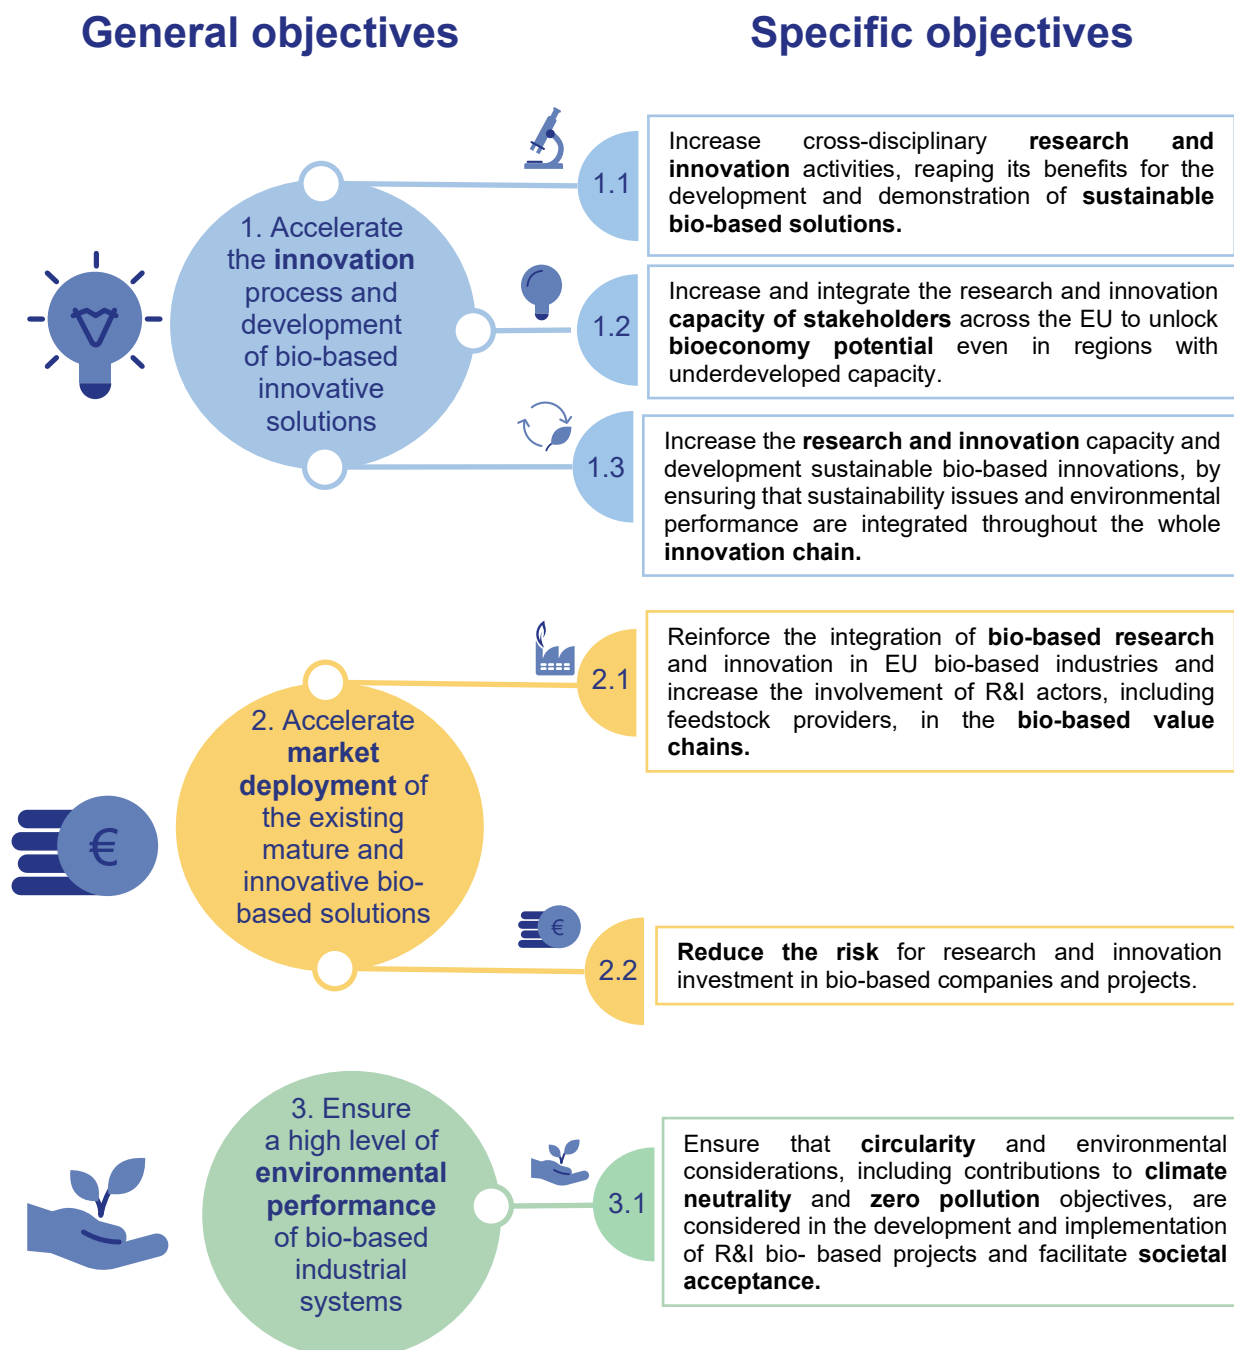 General objectives
Specific objectives
1. Accelerate
the innovation
process and
development
of bio-based
innovative
solutions
1.1
Increase cross-disciplinary research and
innovation activities, reaping its benefits for the
development and demonstration of sustainable
bio-based solutions.
1.2
Increase and integrate the research and innovation
capacity of stakeholders across the EU to unlock
bioeconomy potential even in regions with
underdeveloped capacity.
1.3
Increase the research and innovation capacity and
development sustainable bio-based innovations, by
ensuring that sustainability issues and environmental
performance are integrated throughout the whole
innovation chain.
€
2. Accelerate
market
deployment of
the existing
mature and
innovative bio-
based solutions
2.1
Reinforce the integration of bio-based research
and innovation in EU bio-based industries and
increase the involvement of R&I actors, including
feedstock providers, in the bio-based value
chains.
€
2.2
Reduce the risk for research and innovation
investment in bio-based companies and projects.
3. Ensure
a high level of
environmental
performance
of bio-based
industrial
systems
3.1
Ensure that circularity and environmental
considerations, including contributions to climate
neutrality and zero pollution objectives, are
considered in the development and implementation
of R&I bio- based projects and facilitate societal
acceptance.